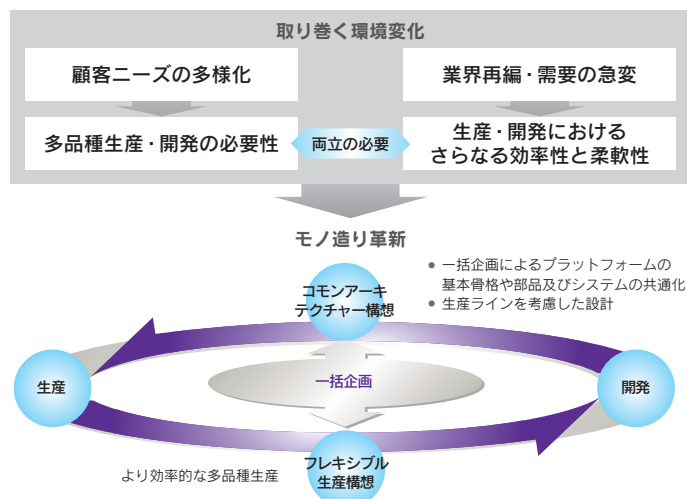 取り巻く環境変化
顧客ニーズの多様化
業界再編・需要の急変
多品種生産・開発の必要性
両立の必要
生産・開発における
さらなる効率性と柔軟性
モノ造り革新
コモンアーキ
テクチャー構想
● 一括企画によるプラットフォームの
基本骨格や部品及びシステムの共通化
● 生産ラインを考慮した設計
生産
一括企画
開発
フレキシブル
生産構想
より効率的な多品種生産